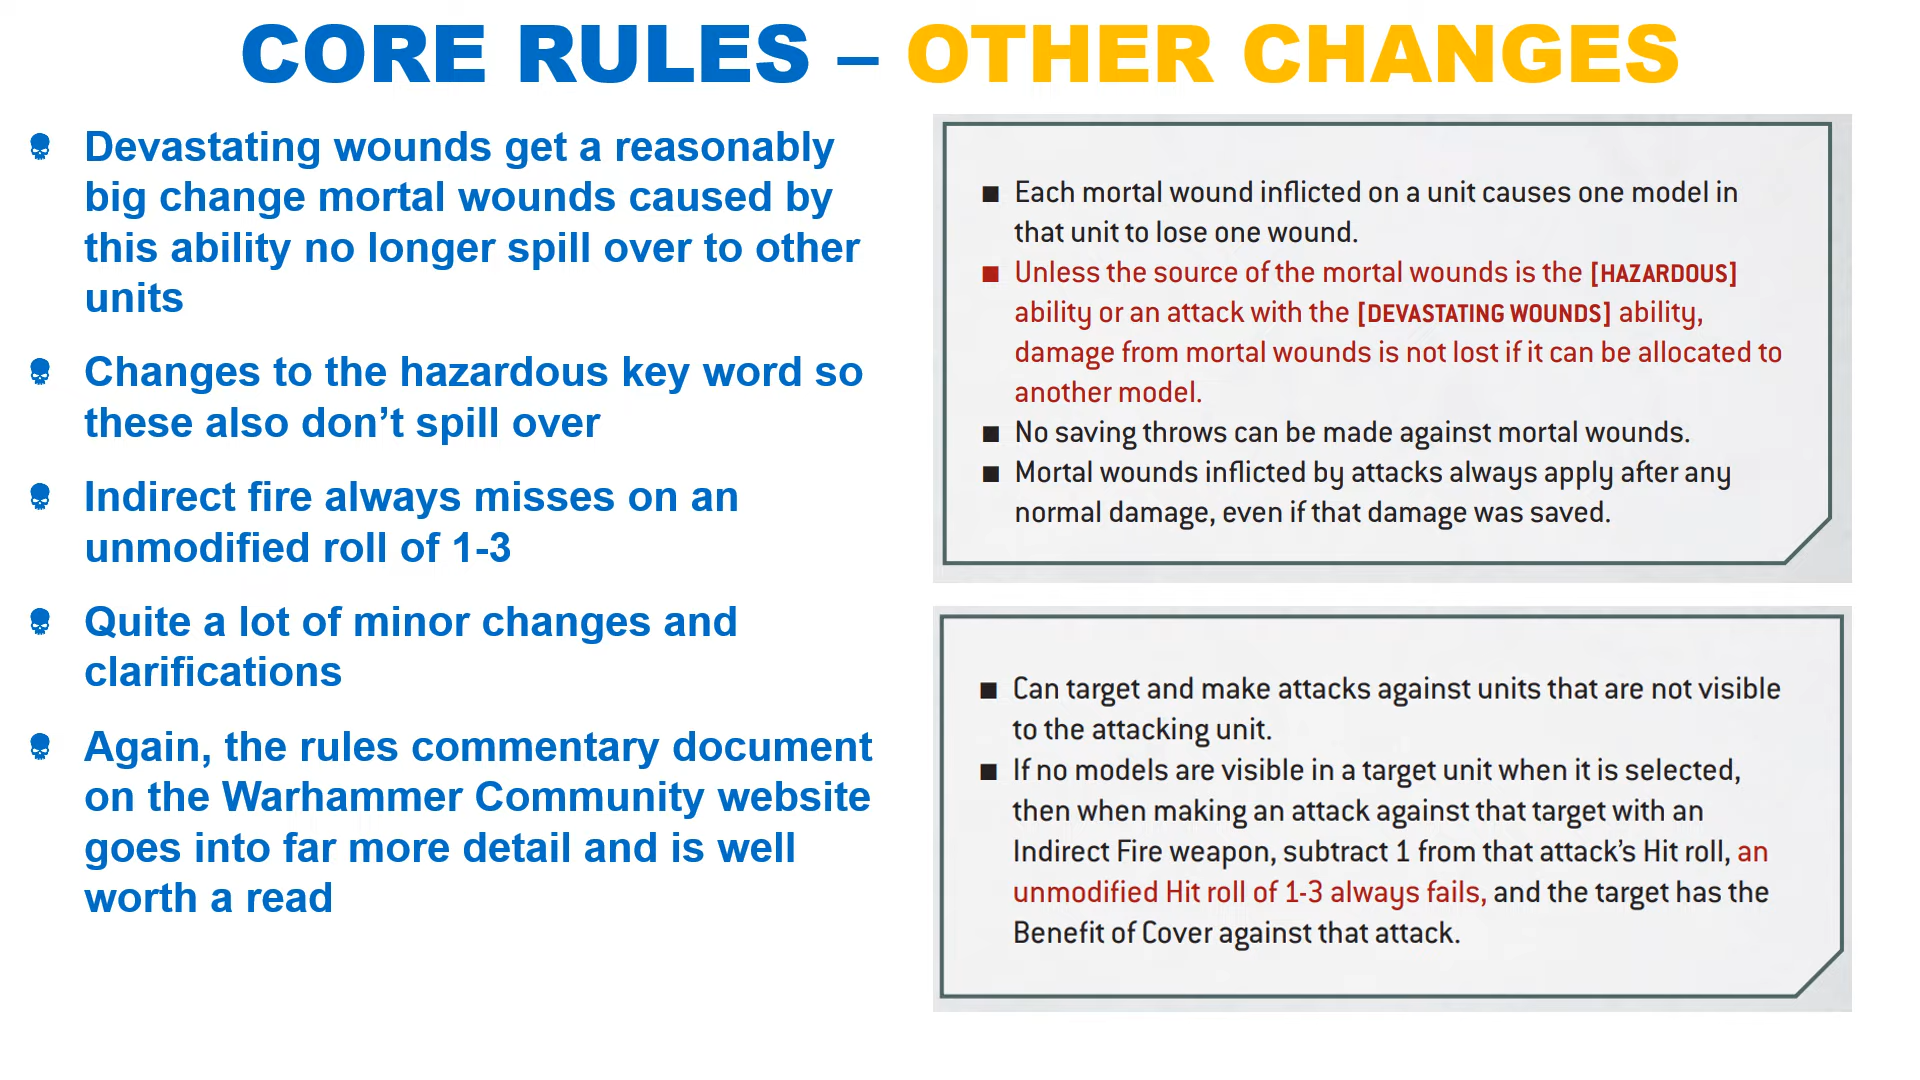 CORE RULES – OTHER CHANGES
Devastating wounds get a reasonably
big change mortal wounds caused by
this ability no longer spill over to other
units
Changes to the hazardous key word so
these also don’t spill over
Indirect fire always misses on an
unmodified roll of 1-3
Quite a lot of minor changes and
clarifications
Again, the rules commentary document
on the Warhammer Community website
goes into far more detail and is well
worth a read
■ Each mortal wound inflicted on a unit causes one model in
that unit to lose one wound.
■ Unless the source of the mortal wounds is the [HAZARDOUS]
ability or an attack with the [DEVASTATING WOUNDS] ability,
damage from mortal wounds is not lost if it can be allocated to
another model.
■ No saving throws can be made against mortal wounds.
■ Mortal wounds inflicted by attacks always apply after any
normal damage, even if that damage was saved.
■ Can target and make attacks against units that are not visible
to the attacking unit.
■ If no models are visible in a target unit when it is selected,
then when making an attack against that target with an
Indirect Fire weapon, subtract 1 from that attack’s Hit roll, an
unmodified Hit roll of 1-3 always fails, and the target has the
Benefit of Cover against that attack.